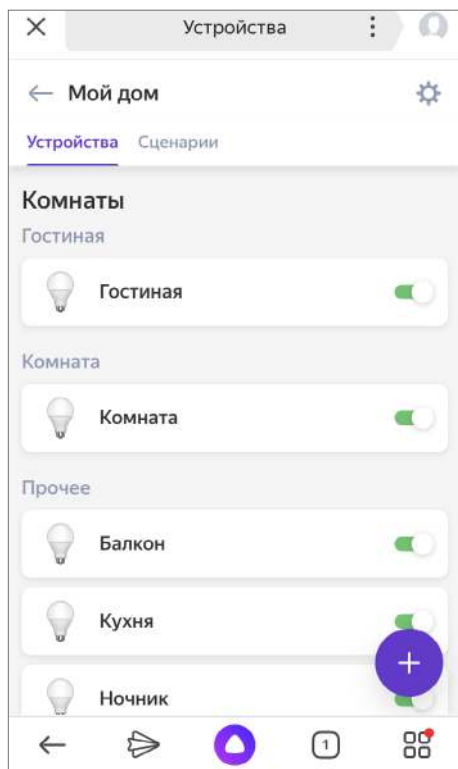 Устройства
Мой дом
Устройства Сценарии
Комнаты
Гостиная
Гостиная
Комната
Комната
Прочее
Балкон
Кухня
Ночник
1